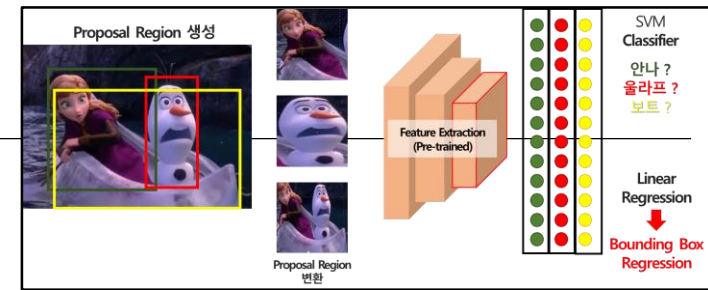 Proposal Region 생성
Proposal Region
변환
Feature Extraction
(Pre-trained)
SVM
Classifier
안나 ?
울라프 ?
보트 ?
Linear
Regression
Bounding Box
Regression